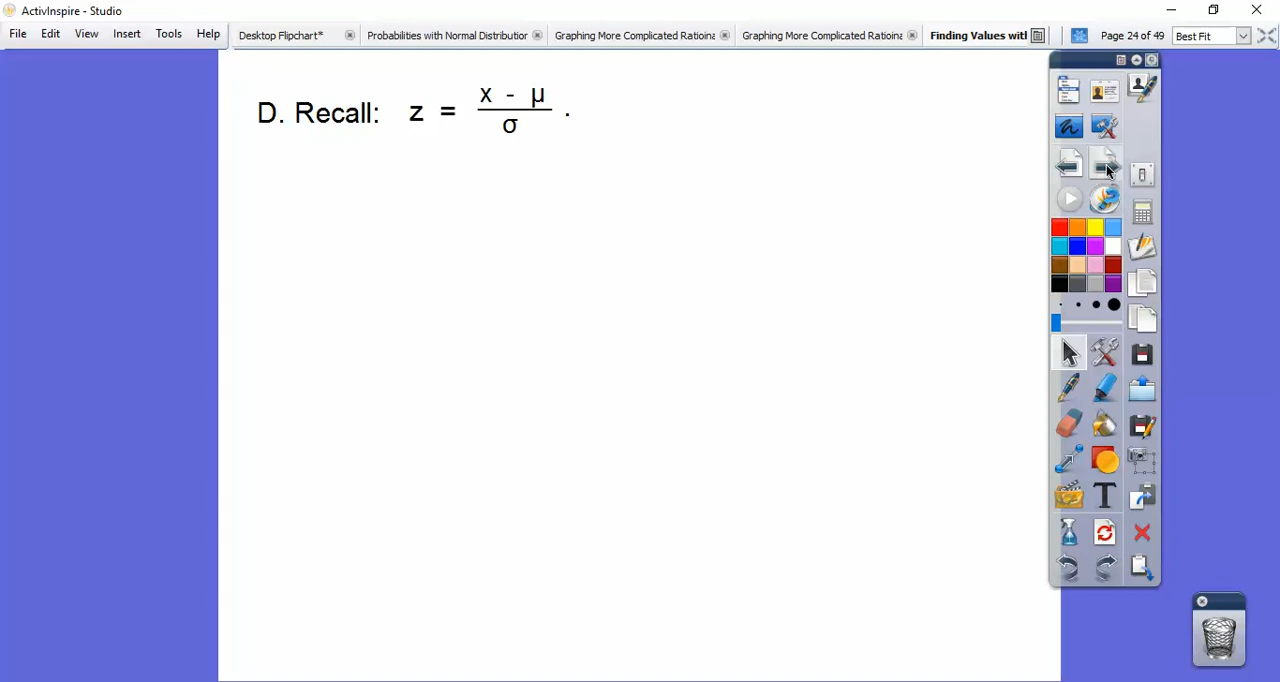 ActivInspire - Studio
File Edit View Insert Tools Help
Desktop Flipchart* Probabilities with Normal Distribution Graphing More Complicated Rationa Graphing More Complicated Rationa Finding Values witl Page 24 of 49 Best Fit
D. Recall: z = x - μ / σ .